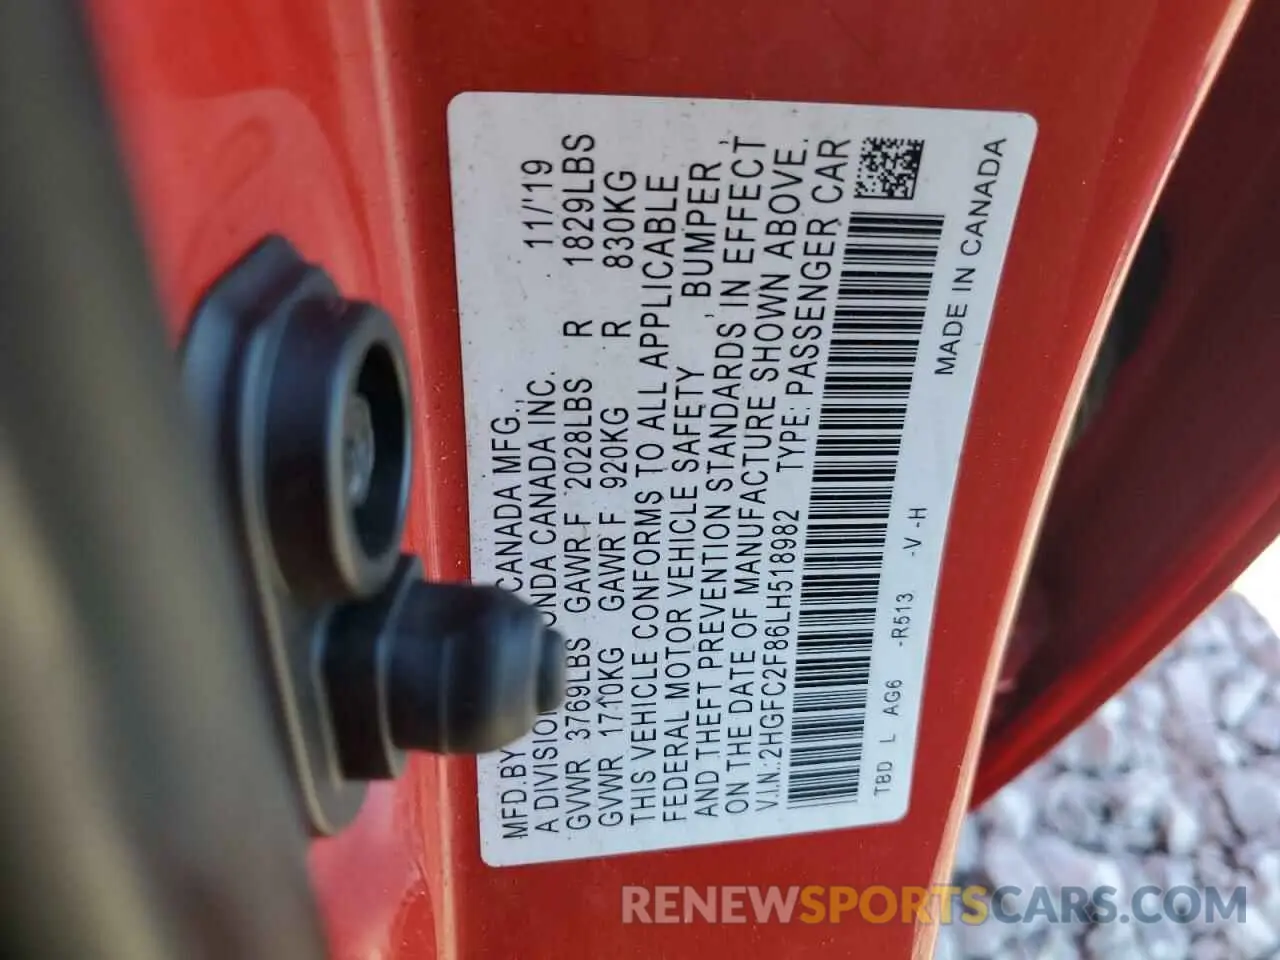 MFD.BY CANADA MFG., 11/'19
A DIVISION ONDA CANADA INC.
GVWR 3769LBS GAWR F 2028LBS R 1829LBS
GVWR 1710KG GAWR F 920KG R 830KG
THIS VEHICLE CONFORMS TO ALL APPLICABLE
FEDERAL MOTOR VEHICLE SAFETY , BUMPER ,
AND THEFT PREVENTION STANDARDS IN EFFECT
ON THE DATE OF MANUFACTURE SHOWN ABOVE.
V.I.N.:2HGFC2F86LH518982 TYPE: PASSENGER CAR
TBD L AG6 -R513 -V -H
MADE IN CANADA
RENEWSPORTSCARS.COM